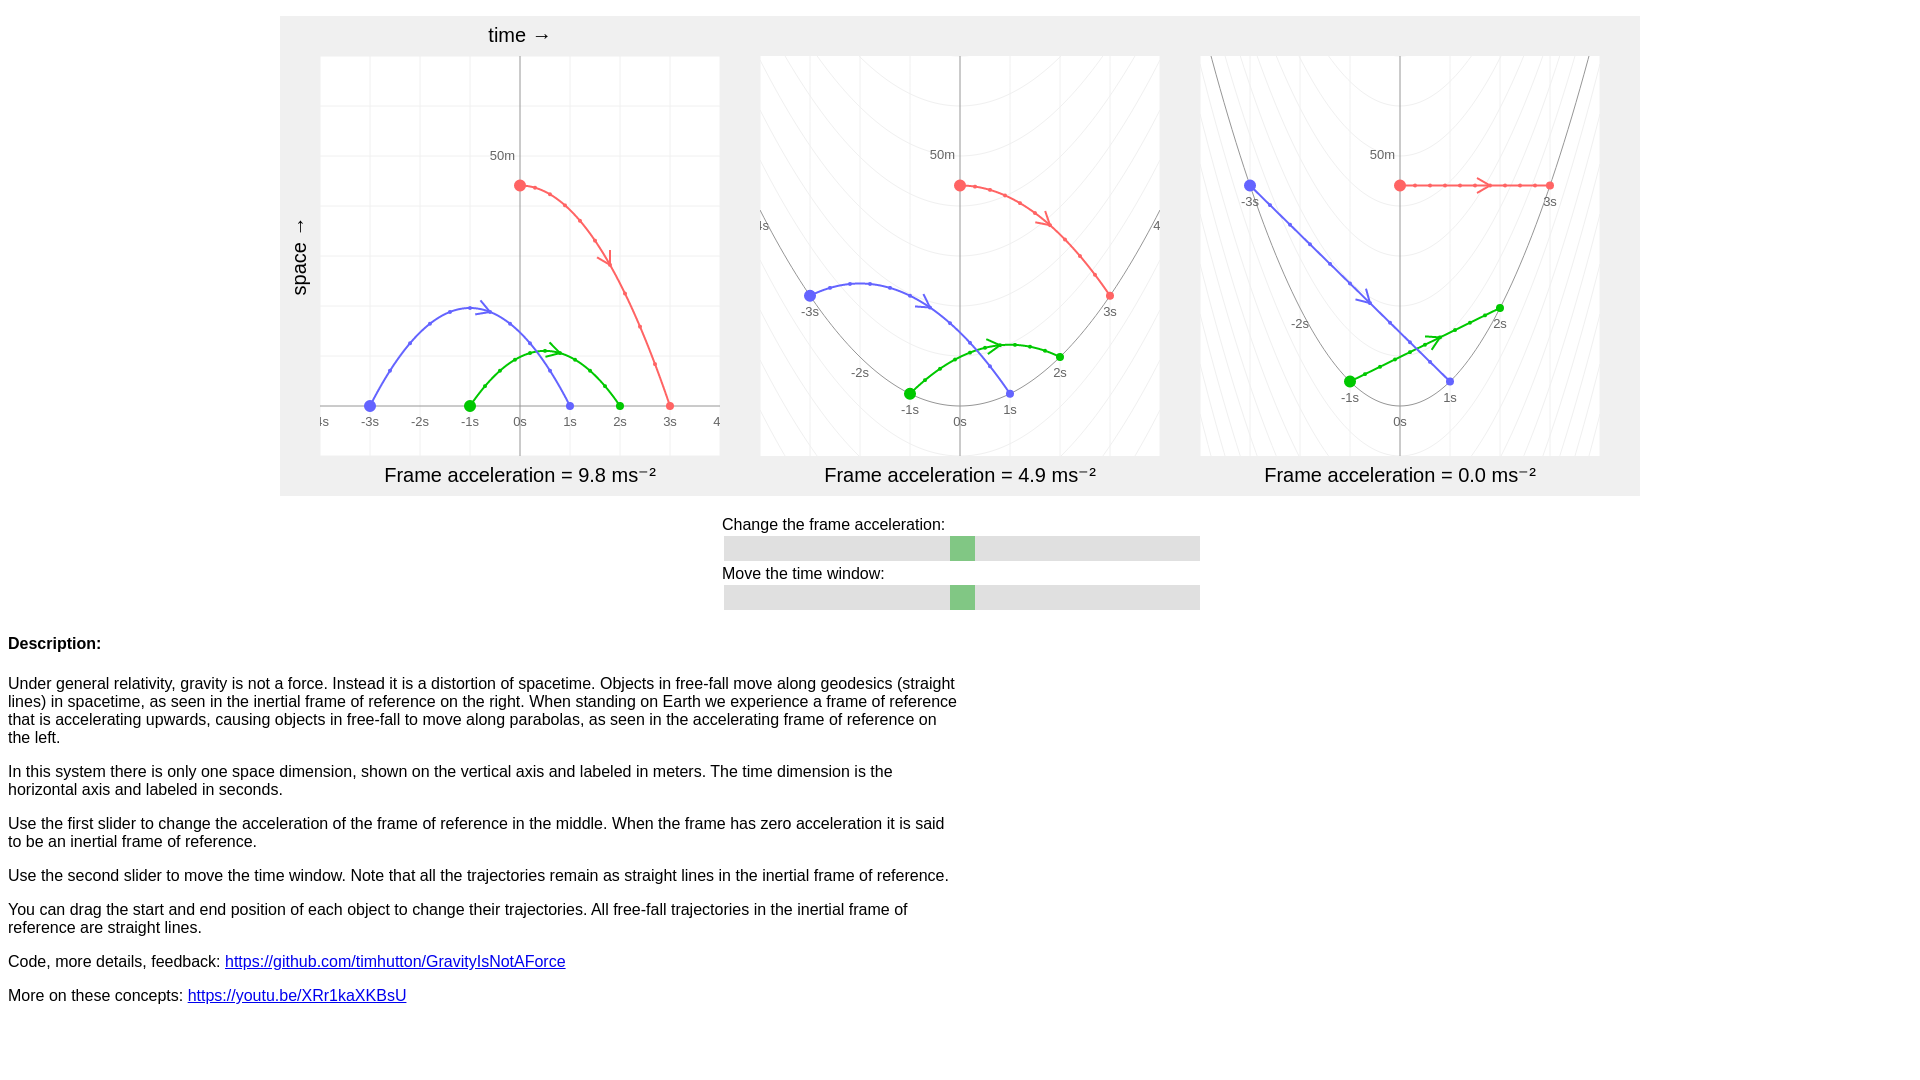 time →
space →
50m
4s
-3s
-2s
-1s
0s
1s
2s
3s
4
Frame acceleration = 9.8 ms⁻²
50m
4s
-3s
-2s
-1s
0s
1s
2s
3s
4
Frame acceleration = 4.9 ms⁻²
50m
-3s
-2s
-1s
0s
1s
2s
3s
Frame acceleration = 0.0 ms⁻²
Change the frame acceleration:
Move the time window:
Description:
Under general relativity, gravity is not a force. Instead it is a distortion of spacetime. Objects in free-fall move along geodesics (straight
lines) in spacetime, as seen in the inertial frame of reference on the right. When standing on Earth we experience a frame of reference
that is accelerating upwards, causing objects in free-fall to move along parabolas, as seen in the accelerating frame of reference on
the left.
In this system there is only one space dimension, shown on the vertical axis and labeled in meters. The time dimension is the
horizontal axis and labeled in seconds.
Use the first slider to change the acceleration of the frame of reference in the middle. When the frame has zero acceleration it is said
to be an inertial frame of reference.
Use the second slider to move the time window. Note that all the trajectories remain as straight lines in the inertial frame of reference.
You can drag the start and end position of each object to change their trajectories. All free-fall trajectories in the inertial frame of
reference are straight lines.
Code, more details, feedback: https://github.com/timhutton/GravityIsNotAForce
More on these concepts: https://youtu.be/XRr1kaXKBsU